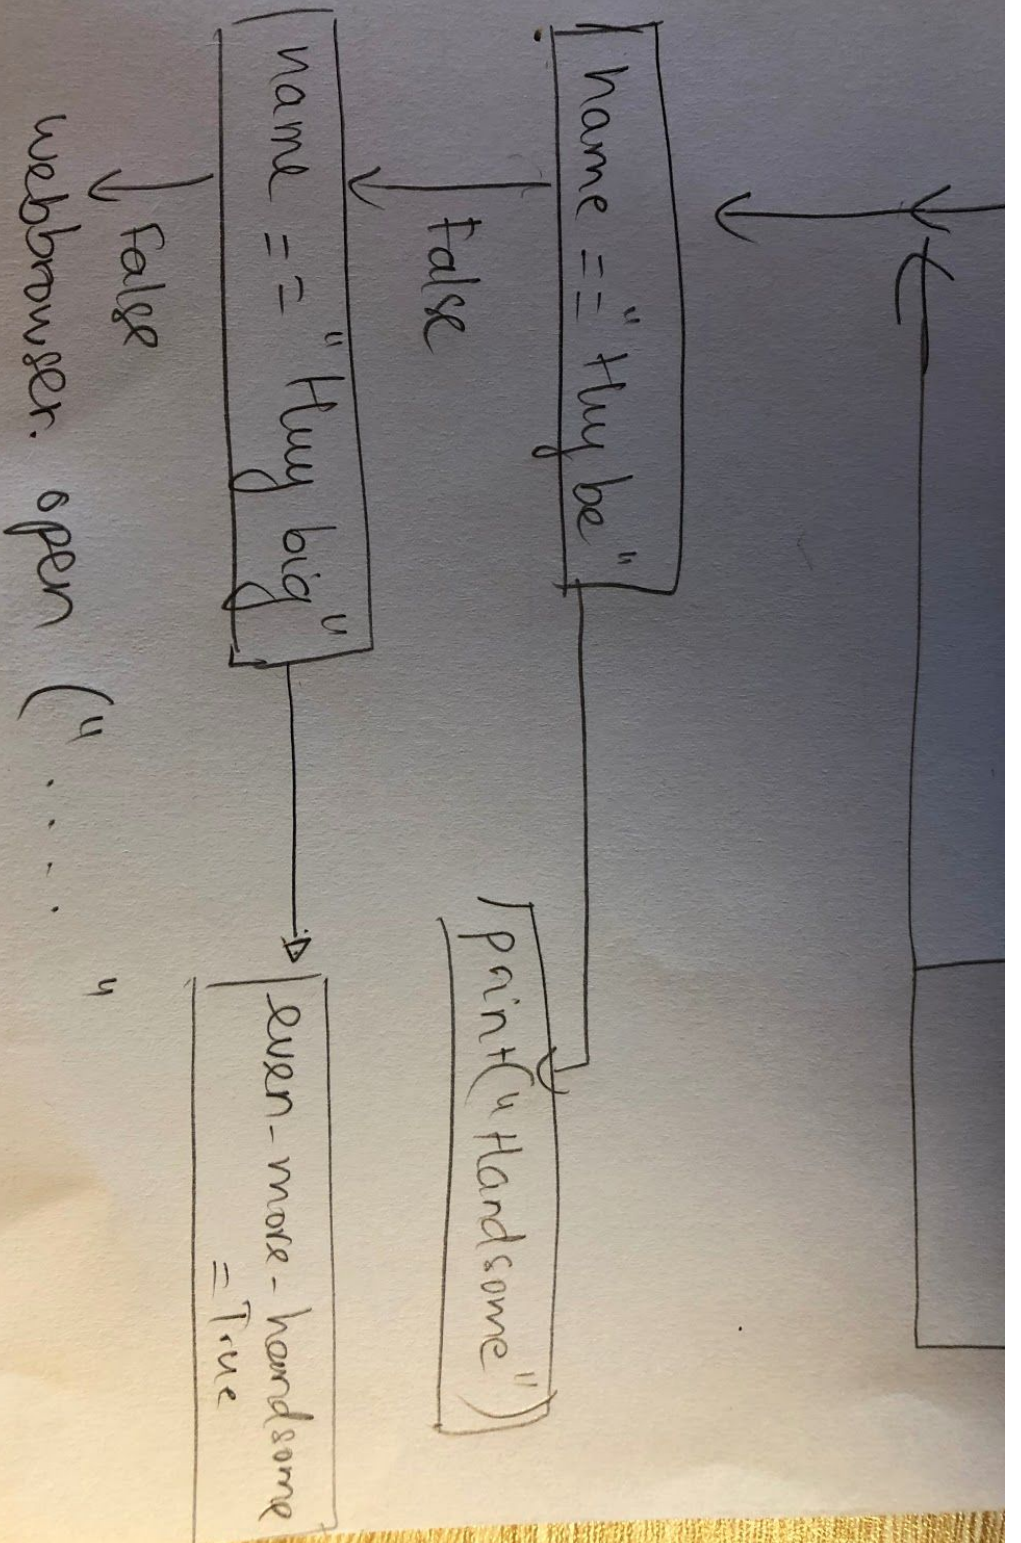 name == "Huy be"
False
print("Handsome")
name == "Huy big"
even-more-handsome
= True
False
webbrowser. open (" . . . . "